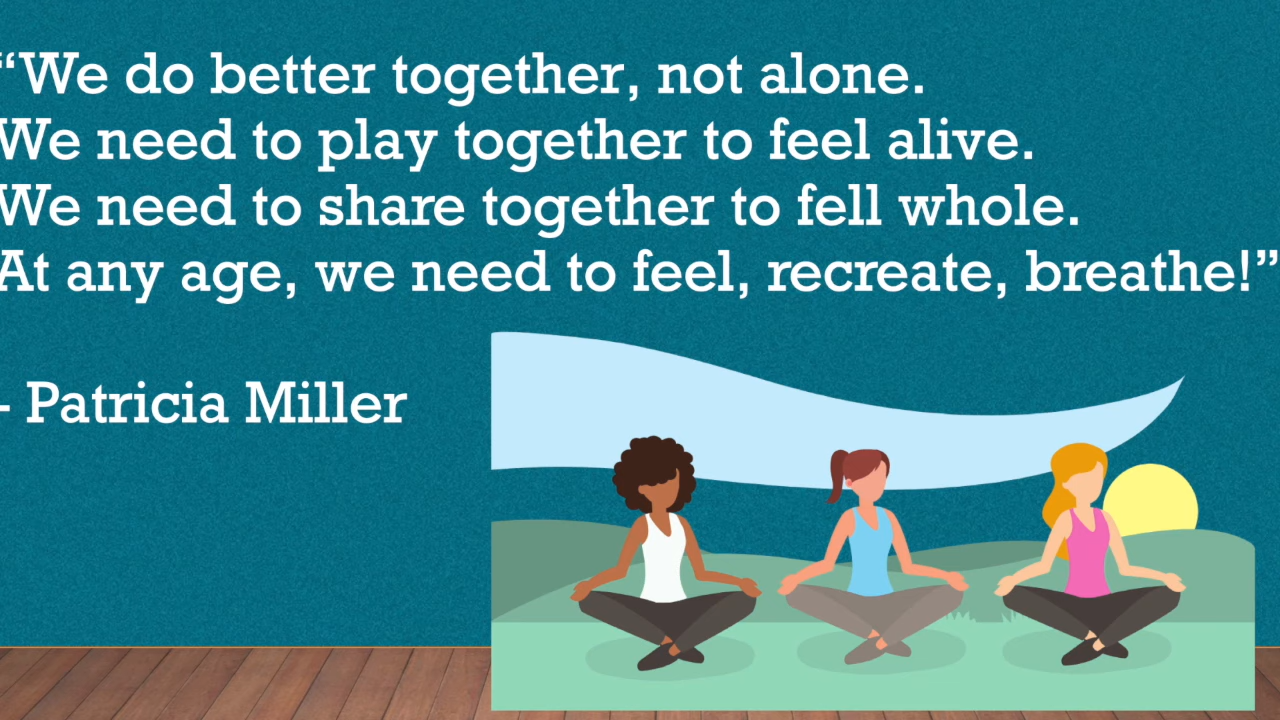 “We do better together, not alone.
We need to play together to feel alive.
We need to share together to fell whole.
At any age, we need to feel, recreate, breathe!”
- Patricia Miller